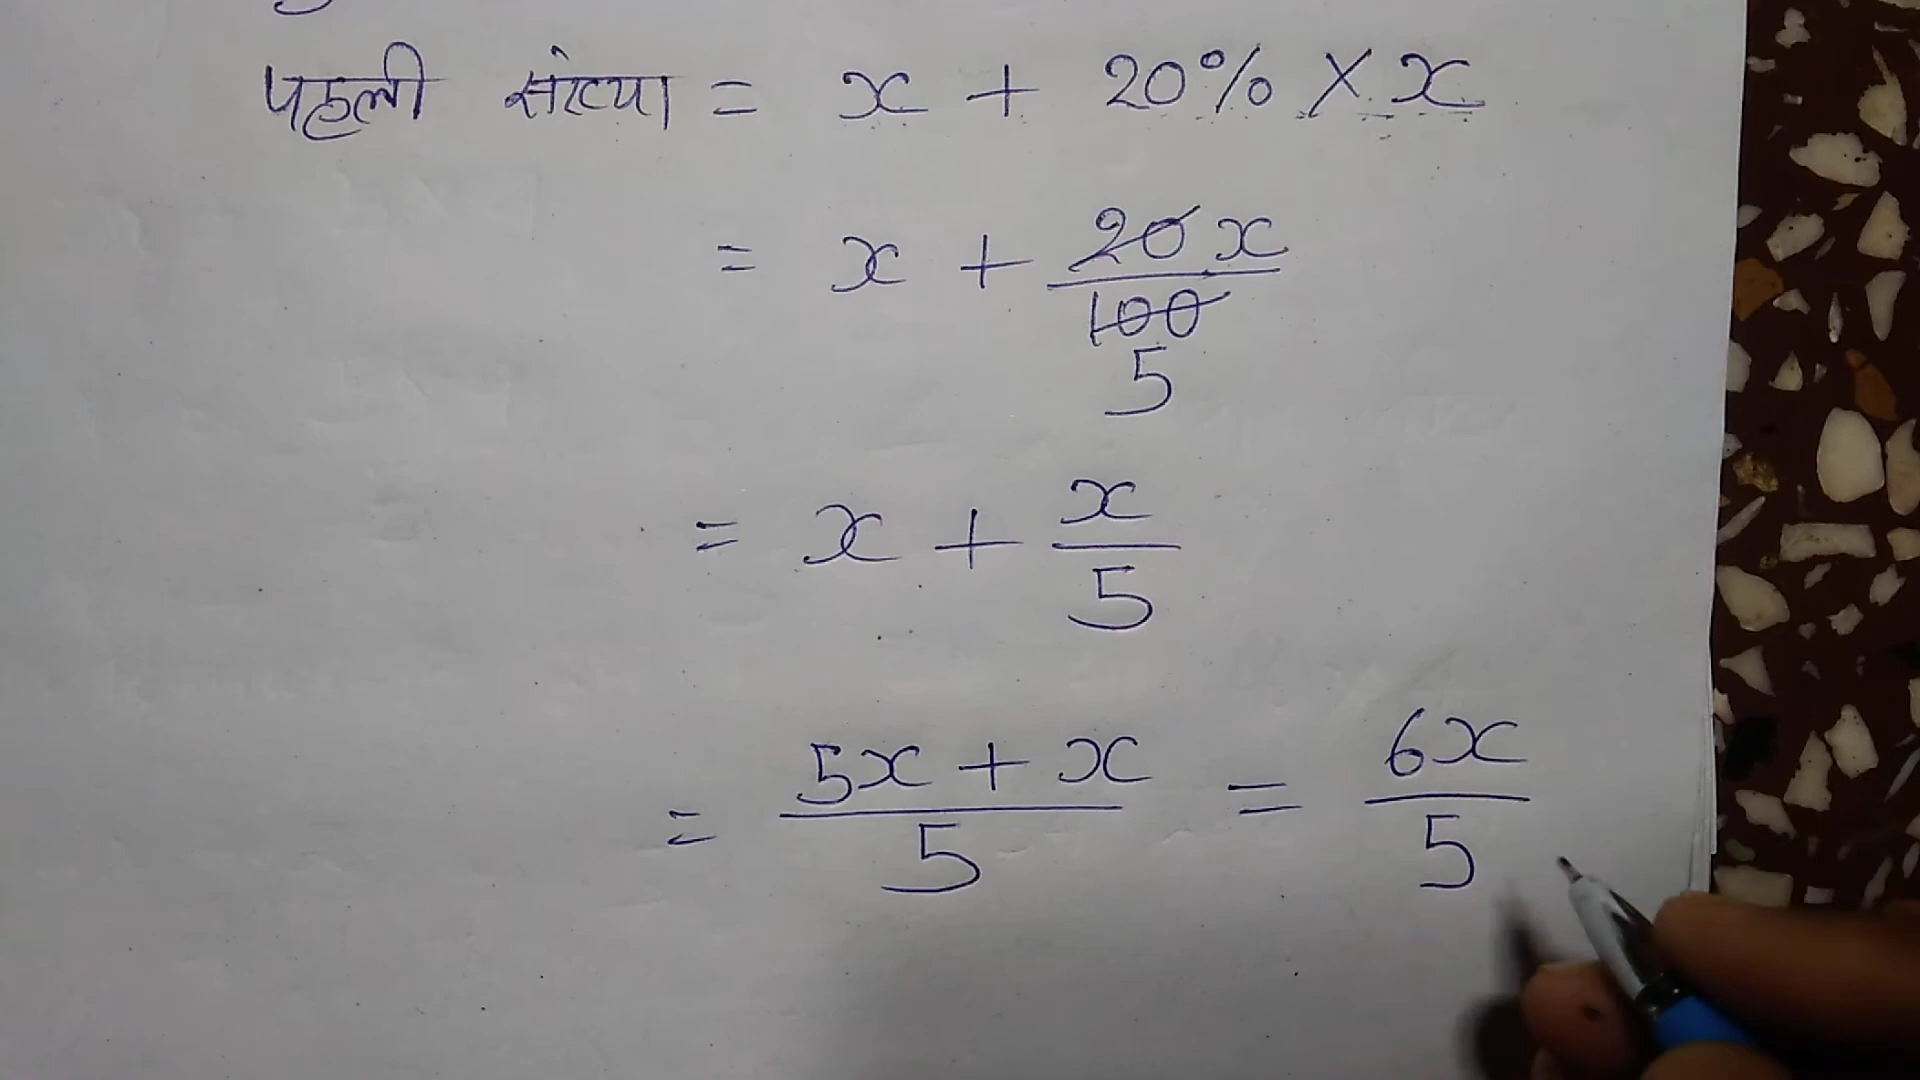 पहली संख्या = x + 20% × x
= x + 20x/100
5
= x + x/5
= (5x + x)/5 = 6x/5